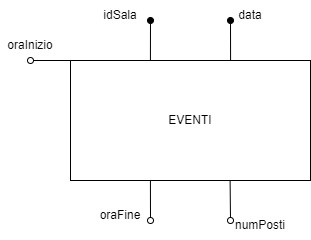 idSala
data
oraInizio
EVENTI
oraFine
numPosti